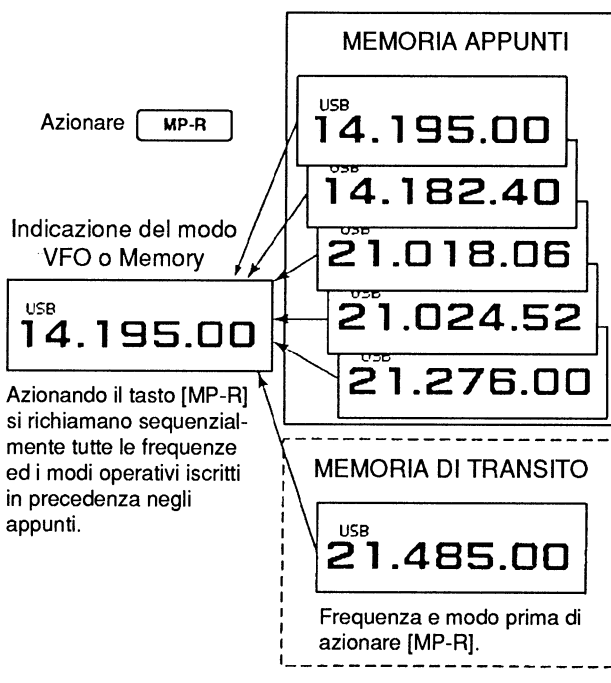 MEMORIA APPUNTI
Azionare MP-R
USB
14.195.00
USB
14.182.40
USB
21.018.06
USB
21.024.52
21.276.00
Indicazione del modo
VFO o Memory
USB
14.195.00
Azionando il tasto [MP-R]
si richiamano sequenzial-
mente tutte le frequenze
ed i modi operativi iscritti
in precedenza negli
appunti.
MEMORIA DI TRANSITO
USB
21.485.00
Frequenza e modo prima di
azionare [MP-R].